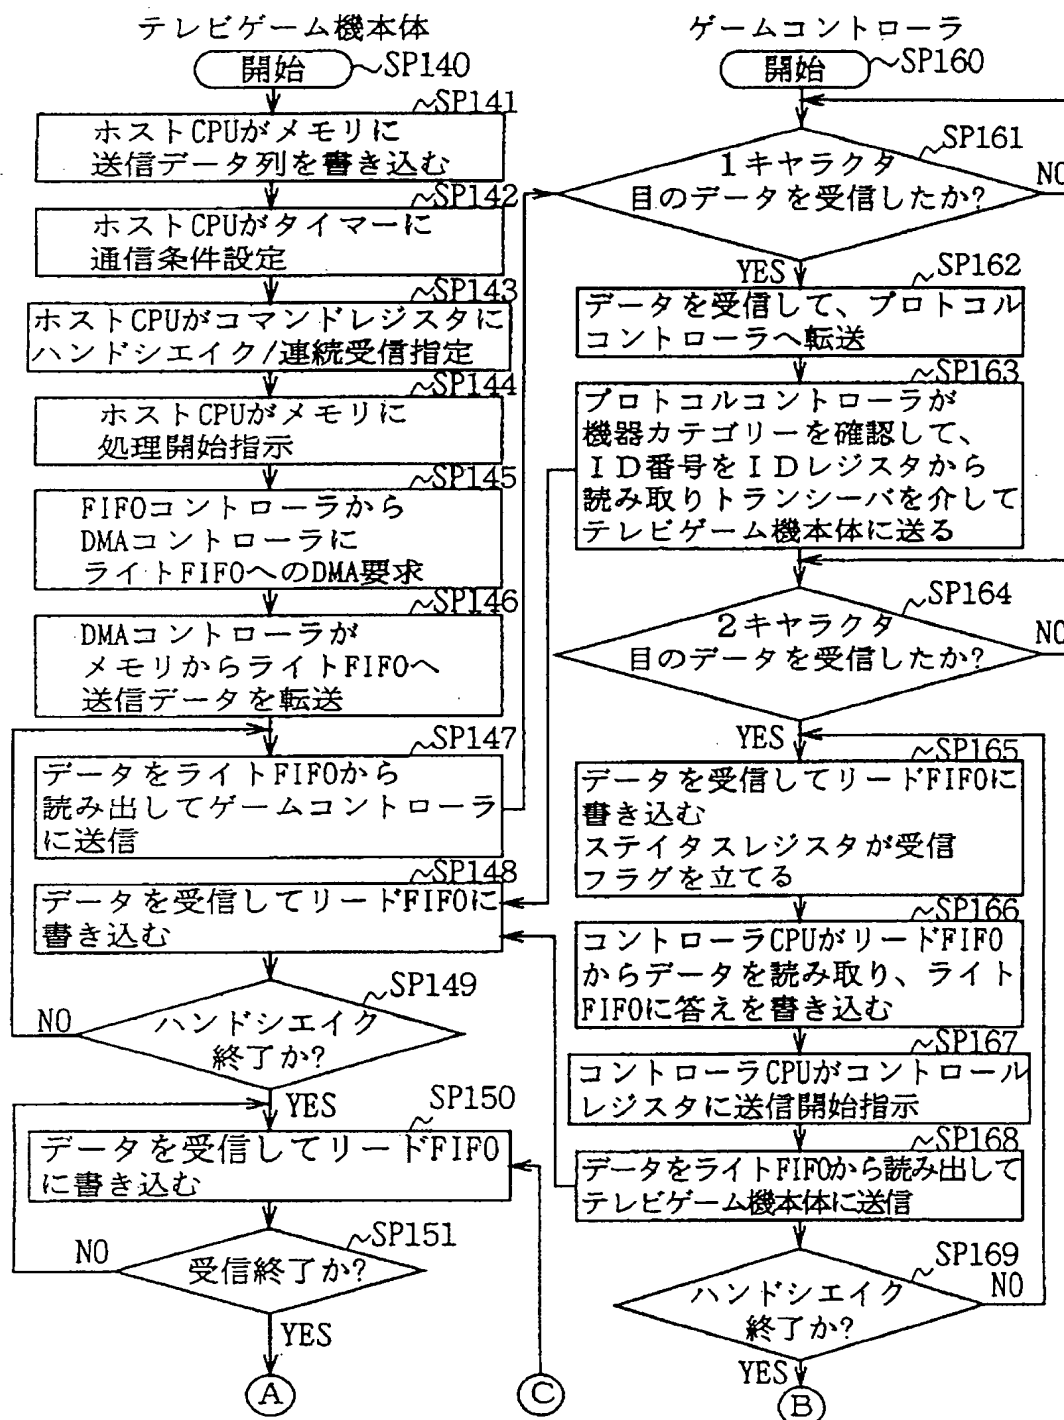 テレビゲーム機本体
開始
SP140
SP141
ホストCPUがメモリに
送信データ列を書き込む
SP142
ホストCPUがタイマーに
通信条件設定
SP143
ホストCPUがコマンドレジスタに
ハンドシエイク/連続受信指定
SP144
ホストCPUがメモリに
処理開始指示
SP145
FIFOコントローラから
DMAコントローラに
ライトFIFOへのDMA要求
SP146
DMAコントローラが
メモリからライトFIFOへ
送信データを転送
SP147
データをライトFIFOから
読み出してゲームコントローラ
に送信
SP148
データを受信してリードFIFOに
書き込む
SP149
ハンドシエイク
終了か?
NO
YES
SP150
データを受信してリードFIFO
に書き込む
SP151
受信終了か?
NO
YES
A
C
ゲームコントローラ
開始
SP160
SP161
1キャラクタ
目のデータを受信したか?
NO
YES
SP162
データを受信して、プロトコル
コントローラへ転送
SP163
プロトコルコントローラが
機器カテゴリーを確認して、
ID番号をIDレジスタから
読み取りトランシーバを介して
テレビゲーム機本体に送る
SP164
2キャラクタ
目のデータを受信したか?
NO
YES
SP165
データを受信してリードFIFOに
書き込む
ステイタスレジスタが受信
フラグを立てる
SP166
コントローラCPUがリードFIFO
からデータを読み取り、ライト
FIFOに答えを書き込む
SP167
コントローラCPUがコントロール
レジスタに送信開始指示
SP168
データをライトFIFOから読み出して
テレビゲーム機本体に送信
SP169
ハンドシエイク
終了か?
NO
YES
B